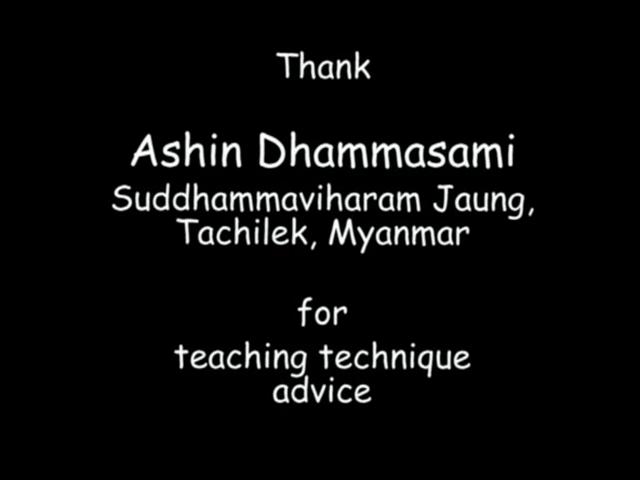 Thank
Ashin Dhammasami
Suddhammaviharam Jaung,
Tachilek, Myanmar
for
teaching technique
advice